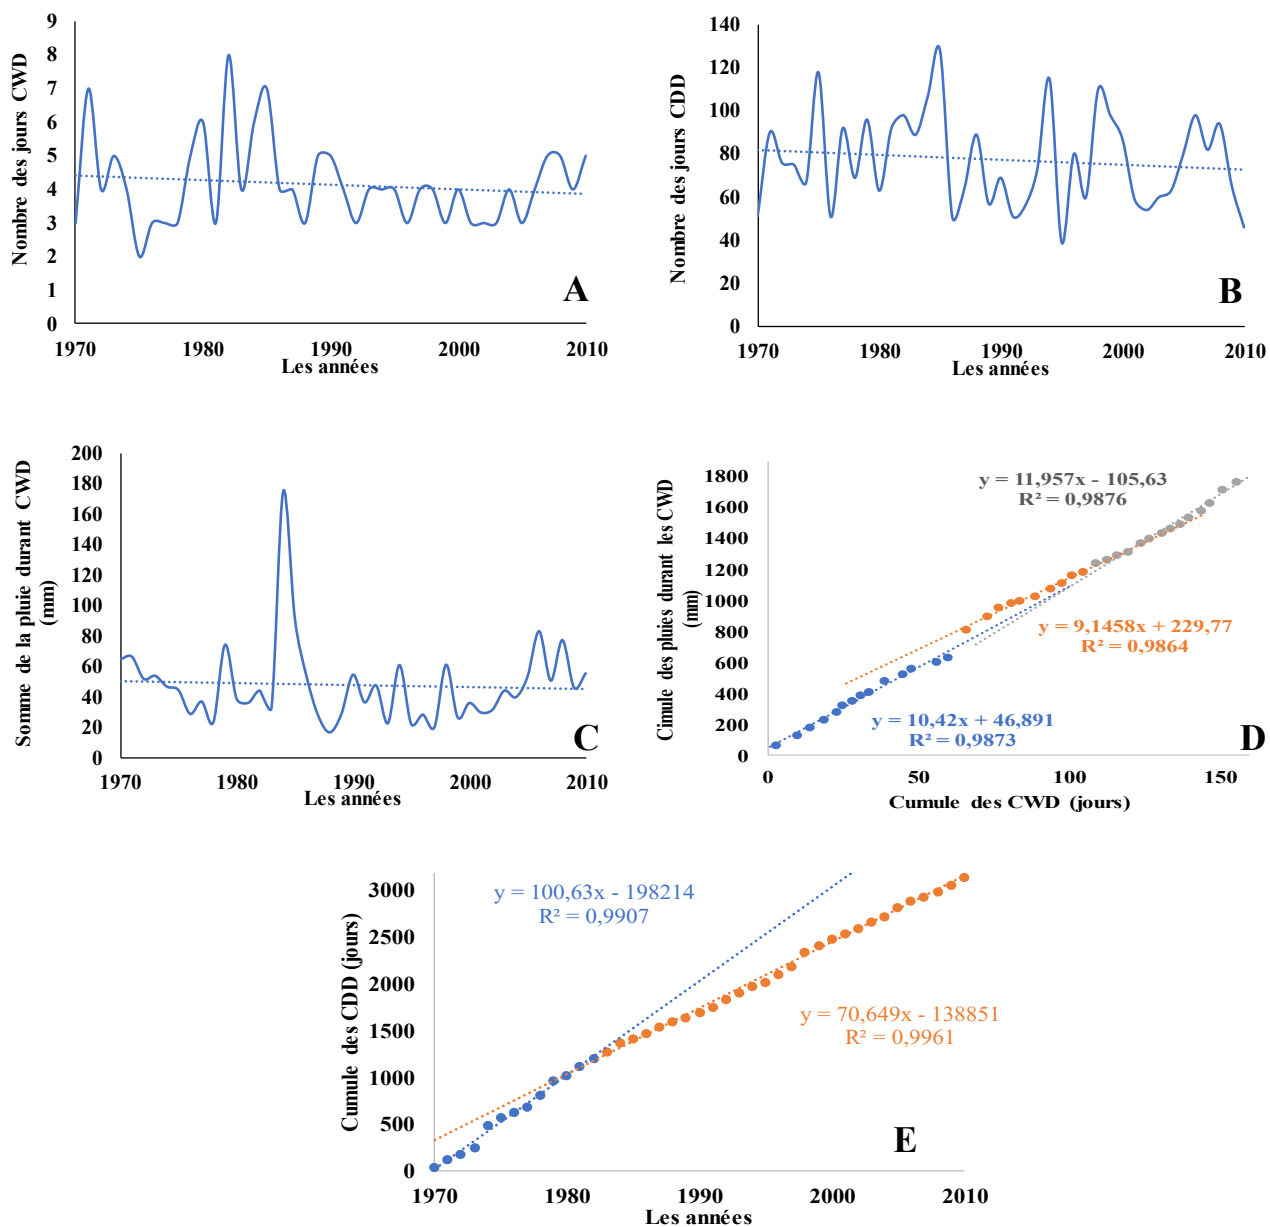 Nombre des jours CWD
9
8
7
6
5
4
3
2
1
0
1970 1980 1990 2000 2010
Les années
A
Nombre des jours CDD
140
120
100
80
60
40
20
0
1970 1980 1990 2000 2010
Les années
B
Somme de la pluie durant CWD
(mm)
200
180
160
140
120
100
80
60
40
20
0
1970 1980 1990 2000 2010
Les années
C
Cimule des pluies durant les CWD
(mm)
1800
1600
1400
1200
1000
800
600
400
200
0
0 50 100 150
Cumule des CWD (jours)
y = 11,957x - 105,63
R² = 0,9876
y = 9,1458x + 229,77
R² = 0,9864
y = 10,42x + 46,891
R² = 0,9873
D
Cumule des CDD (jours)
3000
2500
2000
1500
1000
500
0
1970 1980 1990 2000 2010
Les années
y = 100,63x - 198214
R² = 0,9907
y = 70,649x - 138851
R² = 0,9961
E